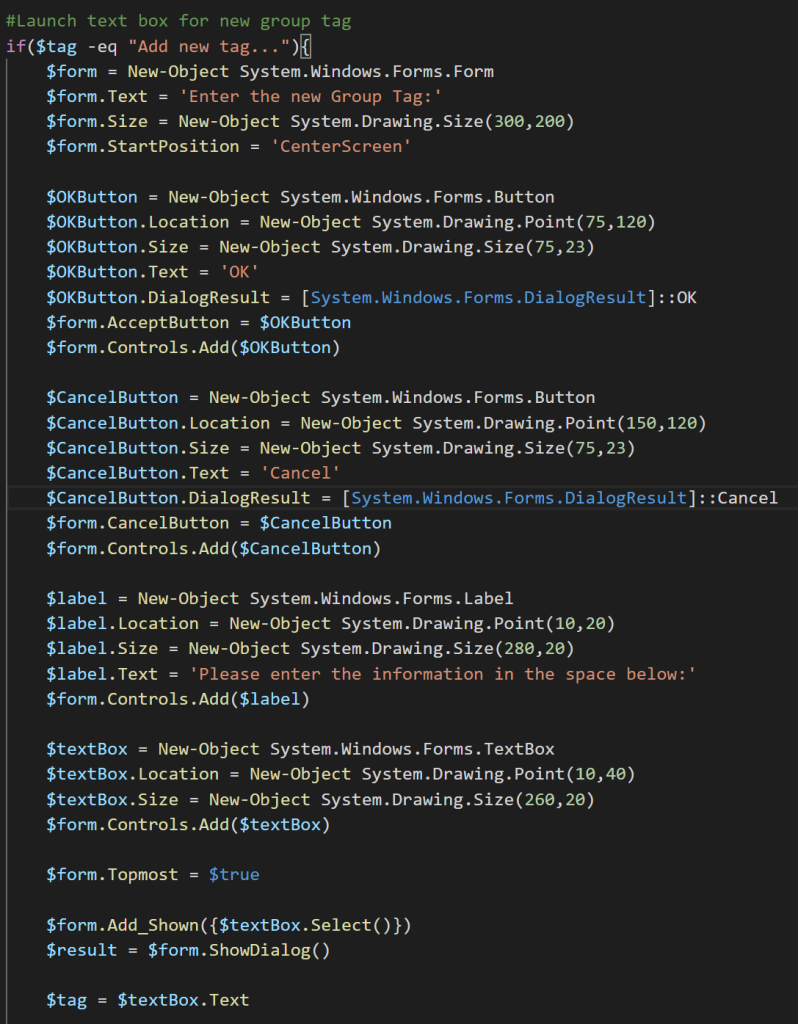 #Launch text box for new group tag
if($tag -eq "Add new tag..."){
    $form = New-Object System.Windows.Forms.Form
    $form.Text = 'Enter the new Group Tag:'
    $form.Size = New-Object System.Drawing.Size(300,200)
    $form.StartPosition = 'CenterScreen'

    $OKButton = New-Object System.Windows.Forms.Button
    $OKButton.Location = New-Object System.Drawing.Point(75,120)
    $OKButton.Size = New-Object System.Drawing.Size(75,23)
    $OKButton.Text = 'OK'
    $OKButton.DialogResult = [System.Windows.Forms.DialogResult]::OK
    $form.AcceptButton = $OKButton
    $form.Controls.Add($OKButton)

    $CancelButton = New-Object System.Windows.Forms.Button
    $CancelButton.Location = New-Object System.Drawing.Point(150,120)
    $CancelButton.Size = New-Object System.Drawing.Size(75,23)
    $CancelButton.Text = 'Cancel'
    $CancelButton.DialogResult = [System.Windows.Forms.DialogResult]::Cancel
    $form.CancelButton = $CancelButton
    $form.Controls.Add($CancelButton)

    $label = New-Object System.Windows.Forms.Label
    $label.Location = New-Object System.Drawing.Point(10,20)
    $label.Size = New-Object System.Drawing.Size(280,20)
    $label.Text = 'Please enter the information in the space below:'
    $form.Controls.Add($label)

    $textBox = New-Object System.Windows.Forms.TextBox
    $textBox.Location = New-Object System.Drawing.Point(10,40)
    $textBox.Size = New-Object System.Drawing.Size(260,20)
    $form.Controls.Add($textBox)

    $form.Topmost = $true

    $form.Add_Shown({$textBox.Select()})
    $result = $form.ShowDialog()

    $tag = $textBox.Text